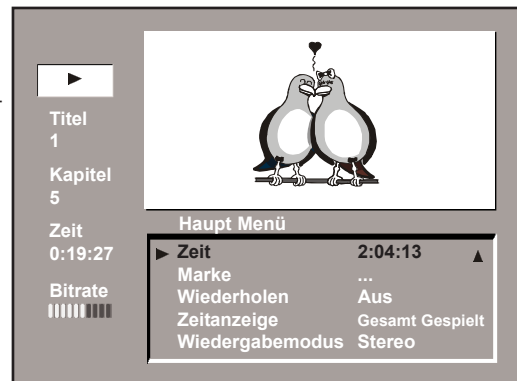 Titel
1
Kapitel
5
Zeit
0:19:27
Bitrate
Haupt Menü
Zeit 2:04:13
Marke ...
Wiederholen Aus
Zeitanzeige Gesamt Gespielt
Wiedergabemodus Stereo